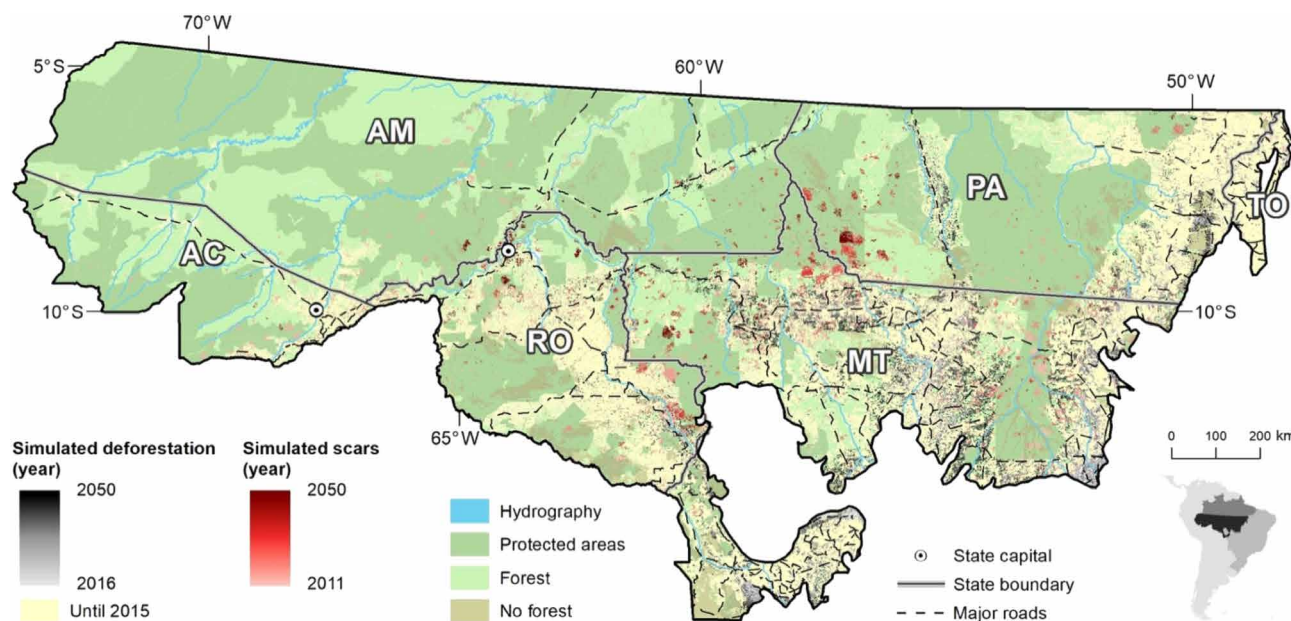 70°W
5°S
60°W
50°W
AM
PA
TO
AC
10°S
10°S
RO
MT
65°W
Simulated deforestation
(year)
2050
2016
Until 2015
Simulated scars
(year)
2050
2011
Hydrography
Protected areas
Forest
No forest
0 100 200 km
State capital
State boundary
Major roads